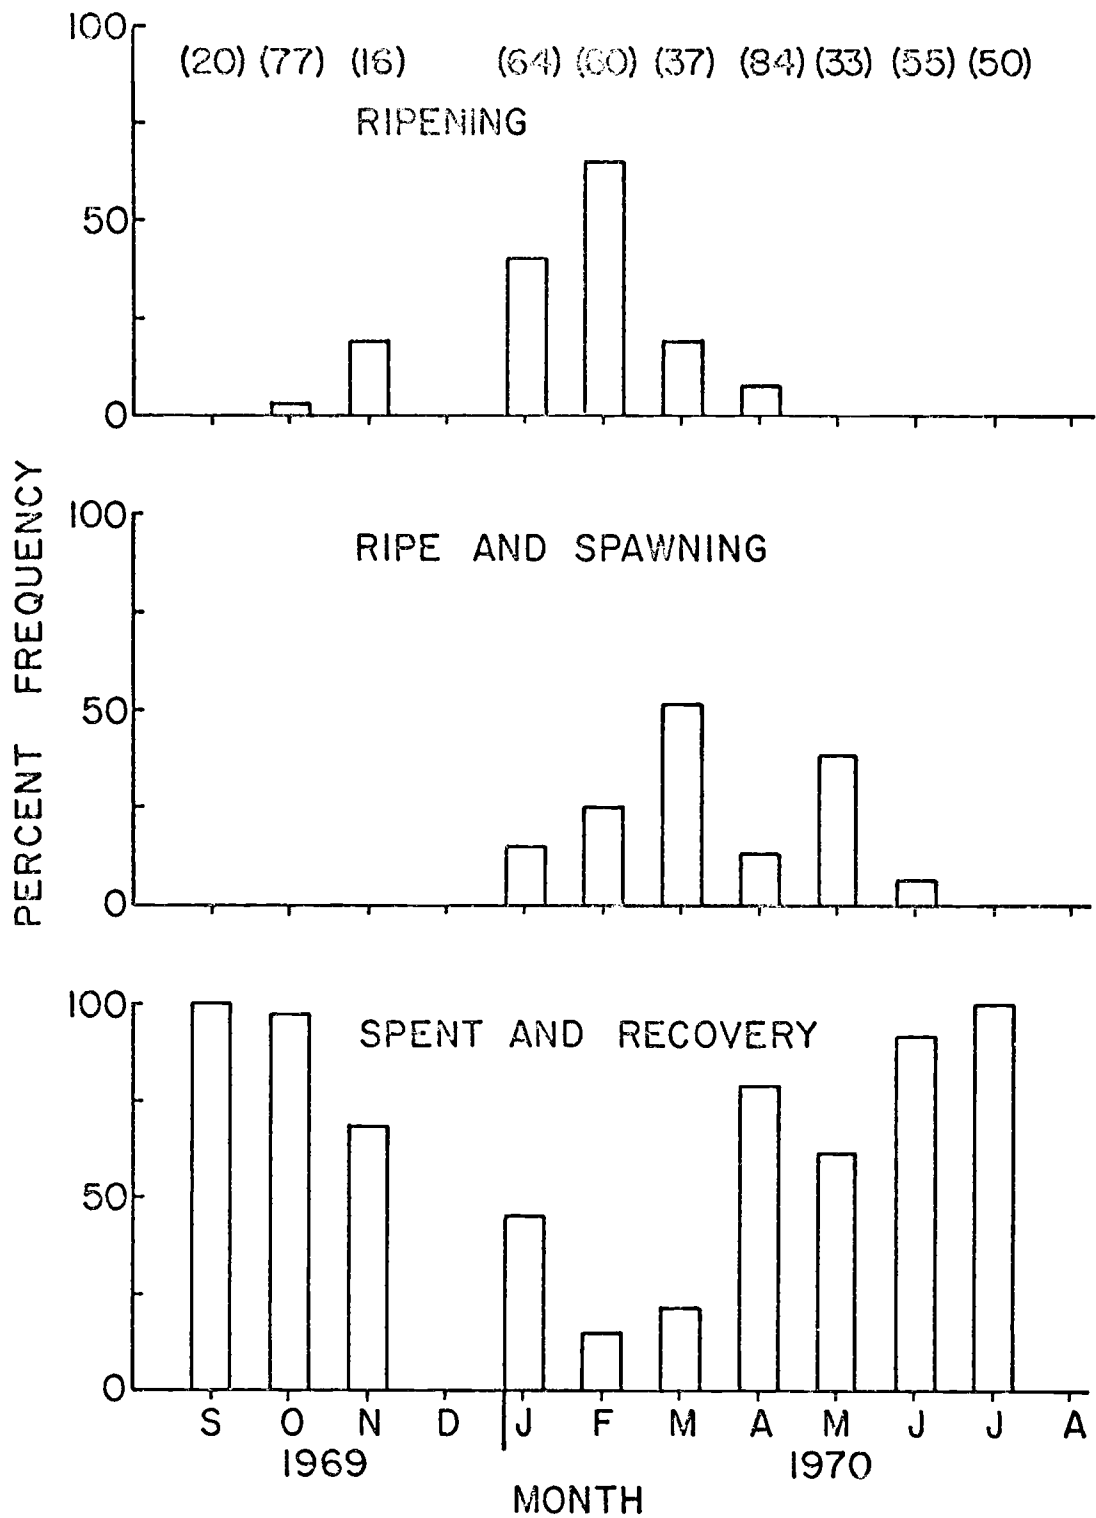 100
(20) (77) (16) (64) (60) (37) (84) (33) (55) (50)
RIPENING
50
0
PERCENT FREQUENCY
100
RIPE AND SPAWNING
50
0
100
SPENT AND RECOVERY
50
0
S O N D J F M A M J J A
1969 1970
MONTH